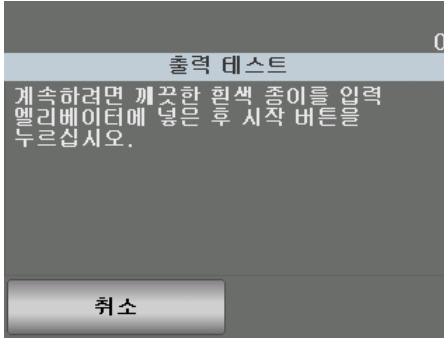 0
출력 테스트
계속하려면 깨끗한 흰색 종이를 입력
엘리베이터에 넣은 후 시작 버튼을
누르십시오.
취소